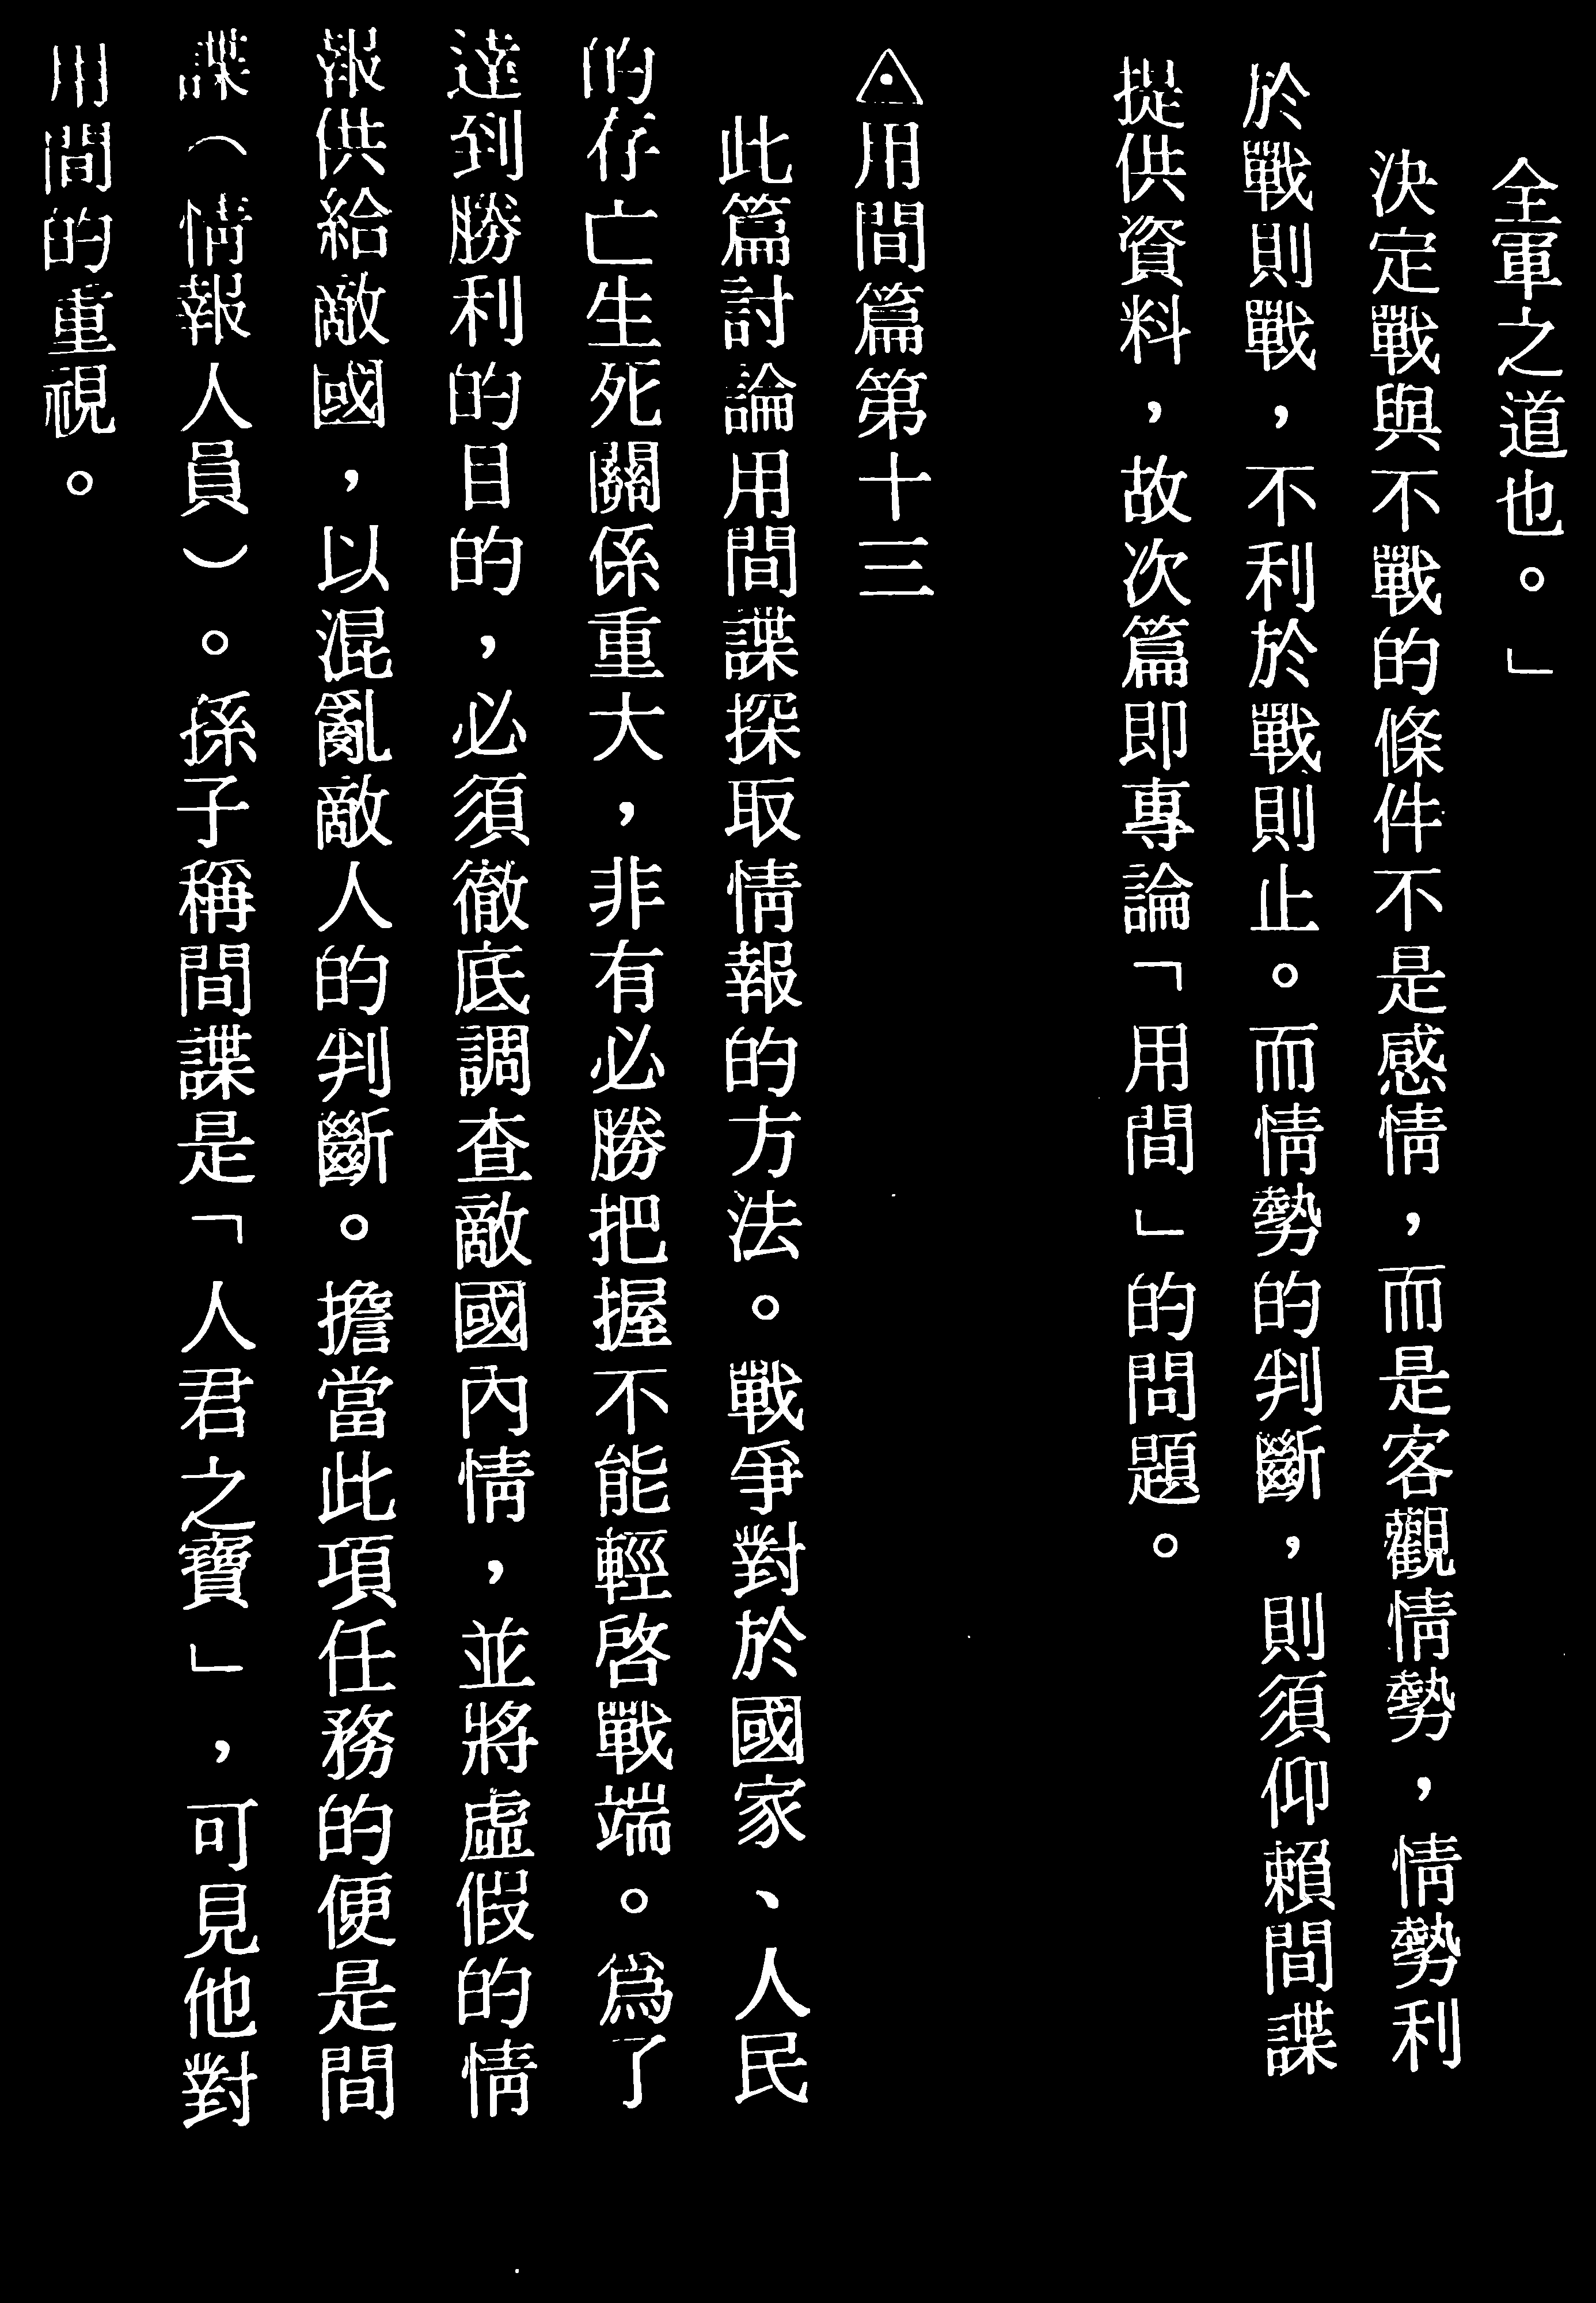 全軍之道也。」
決定戰與不戰的條件不是感情，而是客觀情勢，情勢利
於戰則戰，不利於戰則止。而情勢的判斷，則須仰賴間諜
提供資料，故次篇即專論「用間」的問題。
◬用間篇第十三
此篇討論用間諜探取情報的方法。戰爭對於國家、人民
的存亡生死關係重大，非有必勝把握不能輕啓戰端。爲了
達到勝利的目的，必須徹底調查敵國內情，並將虛假的情
報供給敵國，以混亂敵人的判斷。擔當此項任務的便是間
諜（情報人員）。孫子稱間諜是「人君之寶」，可見他對
用間的重視。